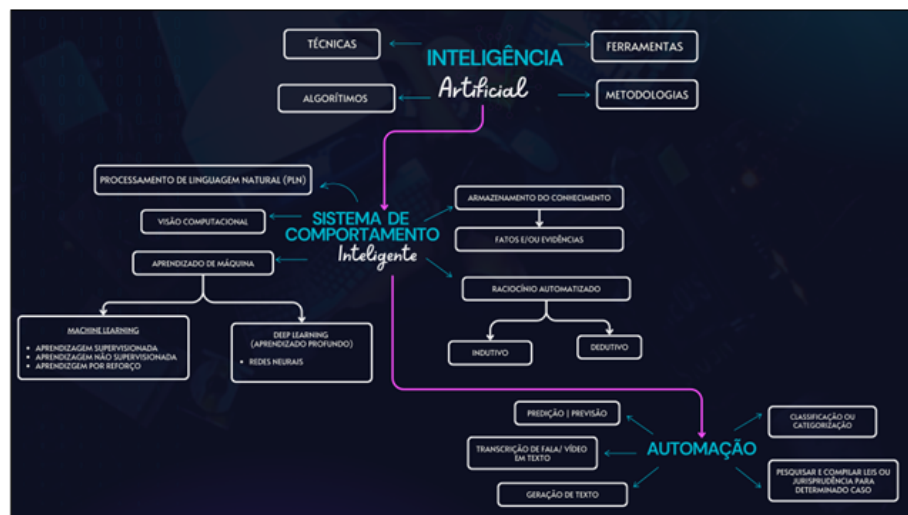 TÉCNICAS
INTELIGÊNCIA
Artificial
FERRAMENTAS
ALGORÍTIMOS
METODOLOGIAS
PROCESSAMENTO DE LINGUAGEM NATURAL (PLN)
VISÃO COMPUTACIONAL
APRENDIZADO DE MÁQUINA
SISTEMA DE
COMPORTAMENTO
Inteligente
ARMAZENAMENTO DO CONHECIMENTO
FATOS E/OU EVIDÊNCIAS
RACIOCÍNIO AUTOMATIZADO
INDUTIVO
DEDUTIVO
MACHINE LEARNING
• APRENDIZAGEM SUPERVISIONADA
• APRENDIZAGEM NÃO SUPERVISIONADA
• APRENDIZGEM POR REFORÇO
DEEP LEARNING
(APRENDIZADO PROFUNDO)
• REDES NEURAIS
PREDIÇÃO | PREVISÃO
TRANSCRIÇÃO DE FALA/ VÍDEO
EM TEXTO
GERAÇÃO DE TEXTO
AUTOMAÇÃO
CLASSIFICAÇÃO OU
CATEGORIZAÇÃO
PESQUISAR E COMPILAR LEIS OU
JURISPRUDÊNCIA PARA
DETERMINADO CASO